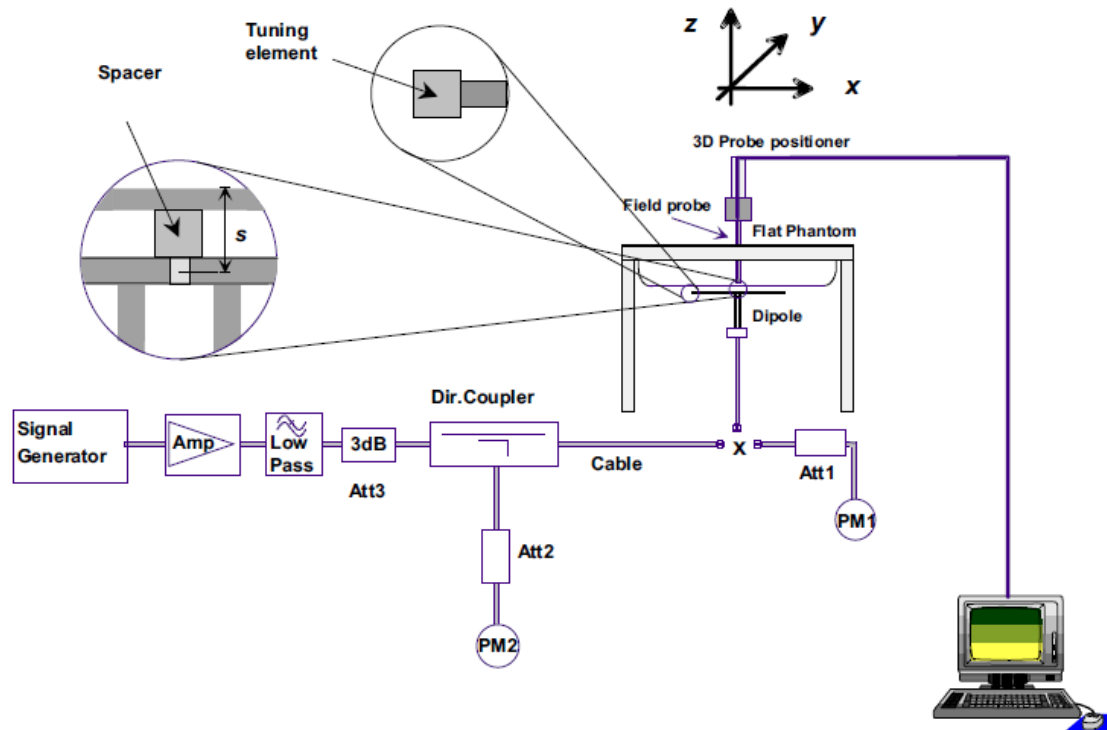 Tuning
element
Spacer
s
z
y
x
3D Probe positioner
Field probe
Flat Phantom
Dipole
Dir.Coupler
Signal
Generator
Amp
Low
Pass
3dB
Att3
Cable
X
Att1
PM1
Att2
PM2